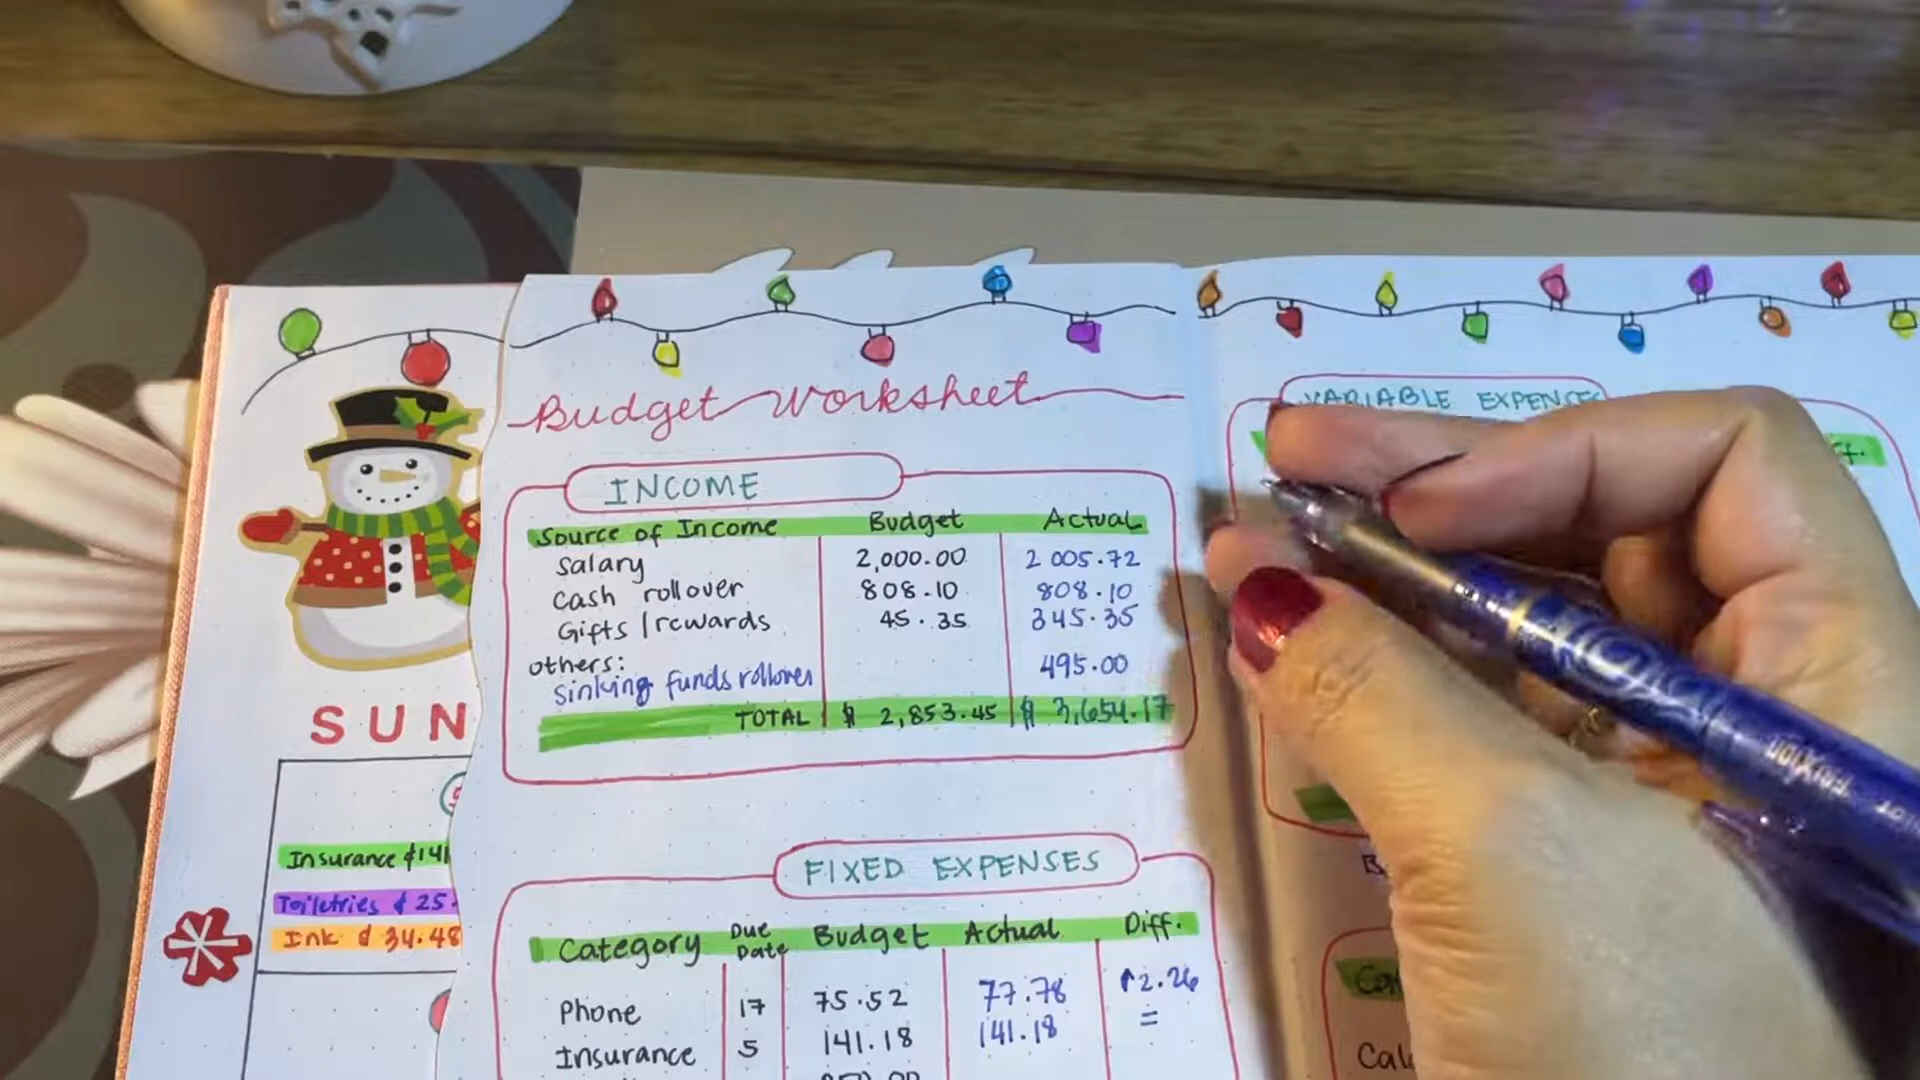 Budget Worksheet
INCOME
Source of Income Budget Actual
Salary 2,000.00 2 005.72
Cash rollover 808.10 808.10
Gifts / rewards 45.35 345.35
others: 495.00
Sinking funds rollover
TOTAL $ 2,853.45 $ 3,654.17
FIXED EXPENSES
Category Due Date Budget Actual Diff.
Phone 17 75.52 77.78 ↑2.26
Insurance 5 141.18 141.18 =
VARIABLE EXPENSES
SUN
Insurance $141
Toiletries $ 25.
Ink $ 34.48
FRIXION